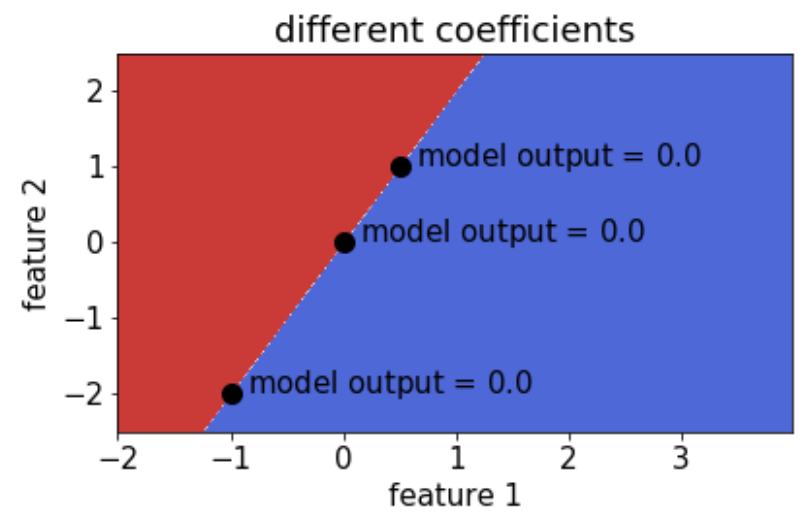 different coefficients
2
1
0
−1
−2
feature 2
model output = 0.0
model output = 0.0
model output = 0.0
−2 −1 0 1 2 3
feature 1